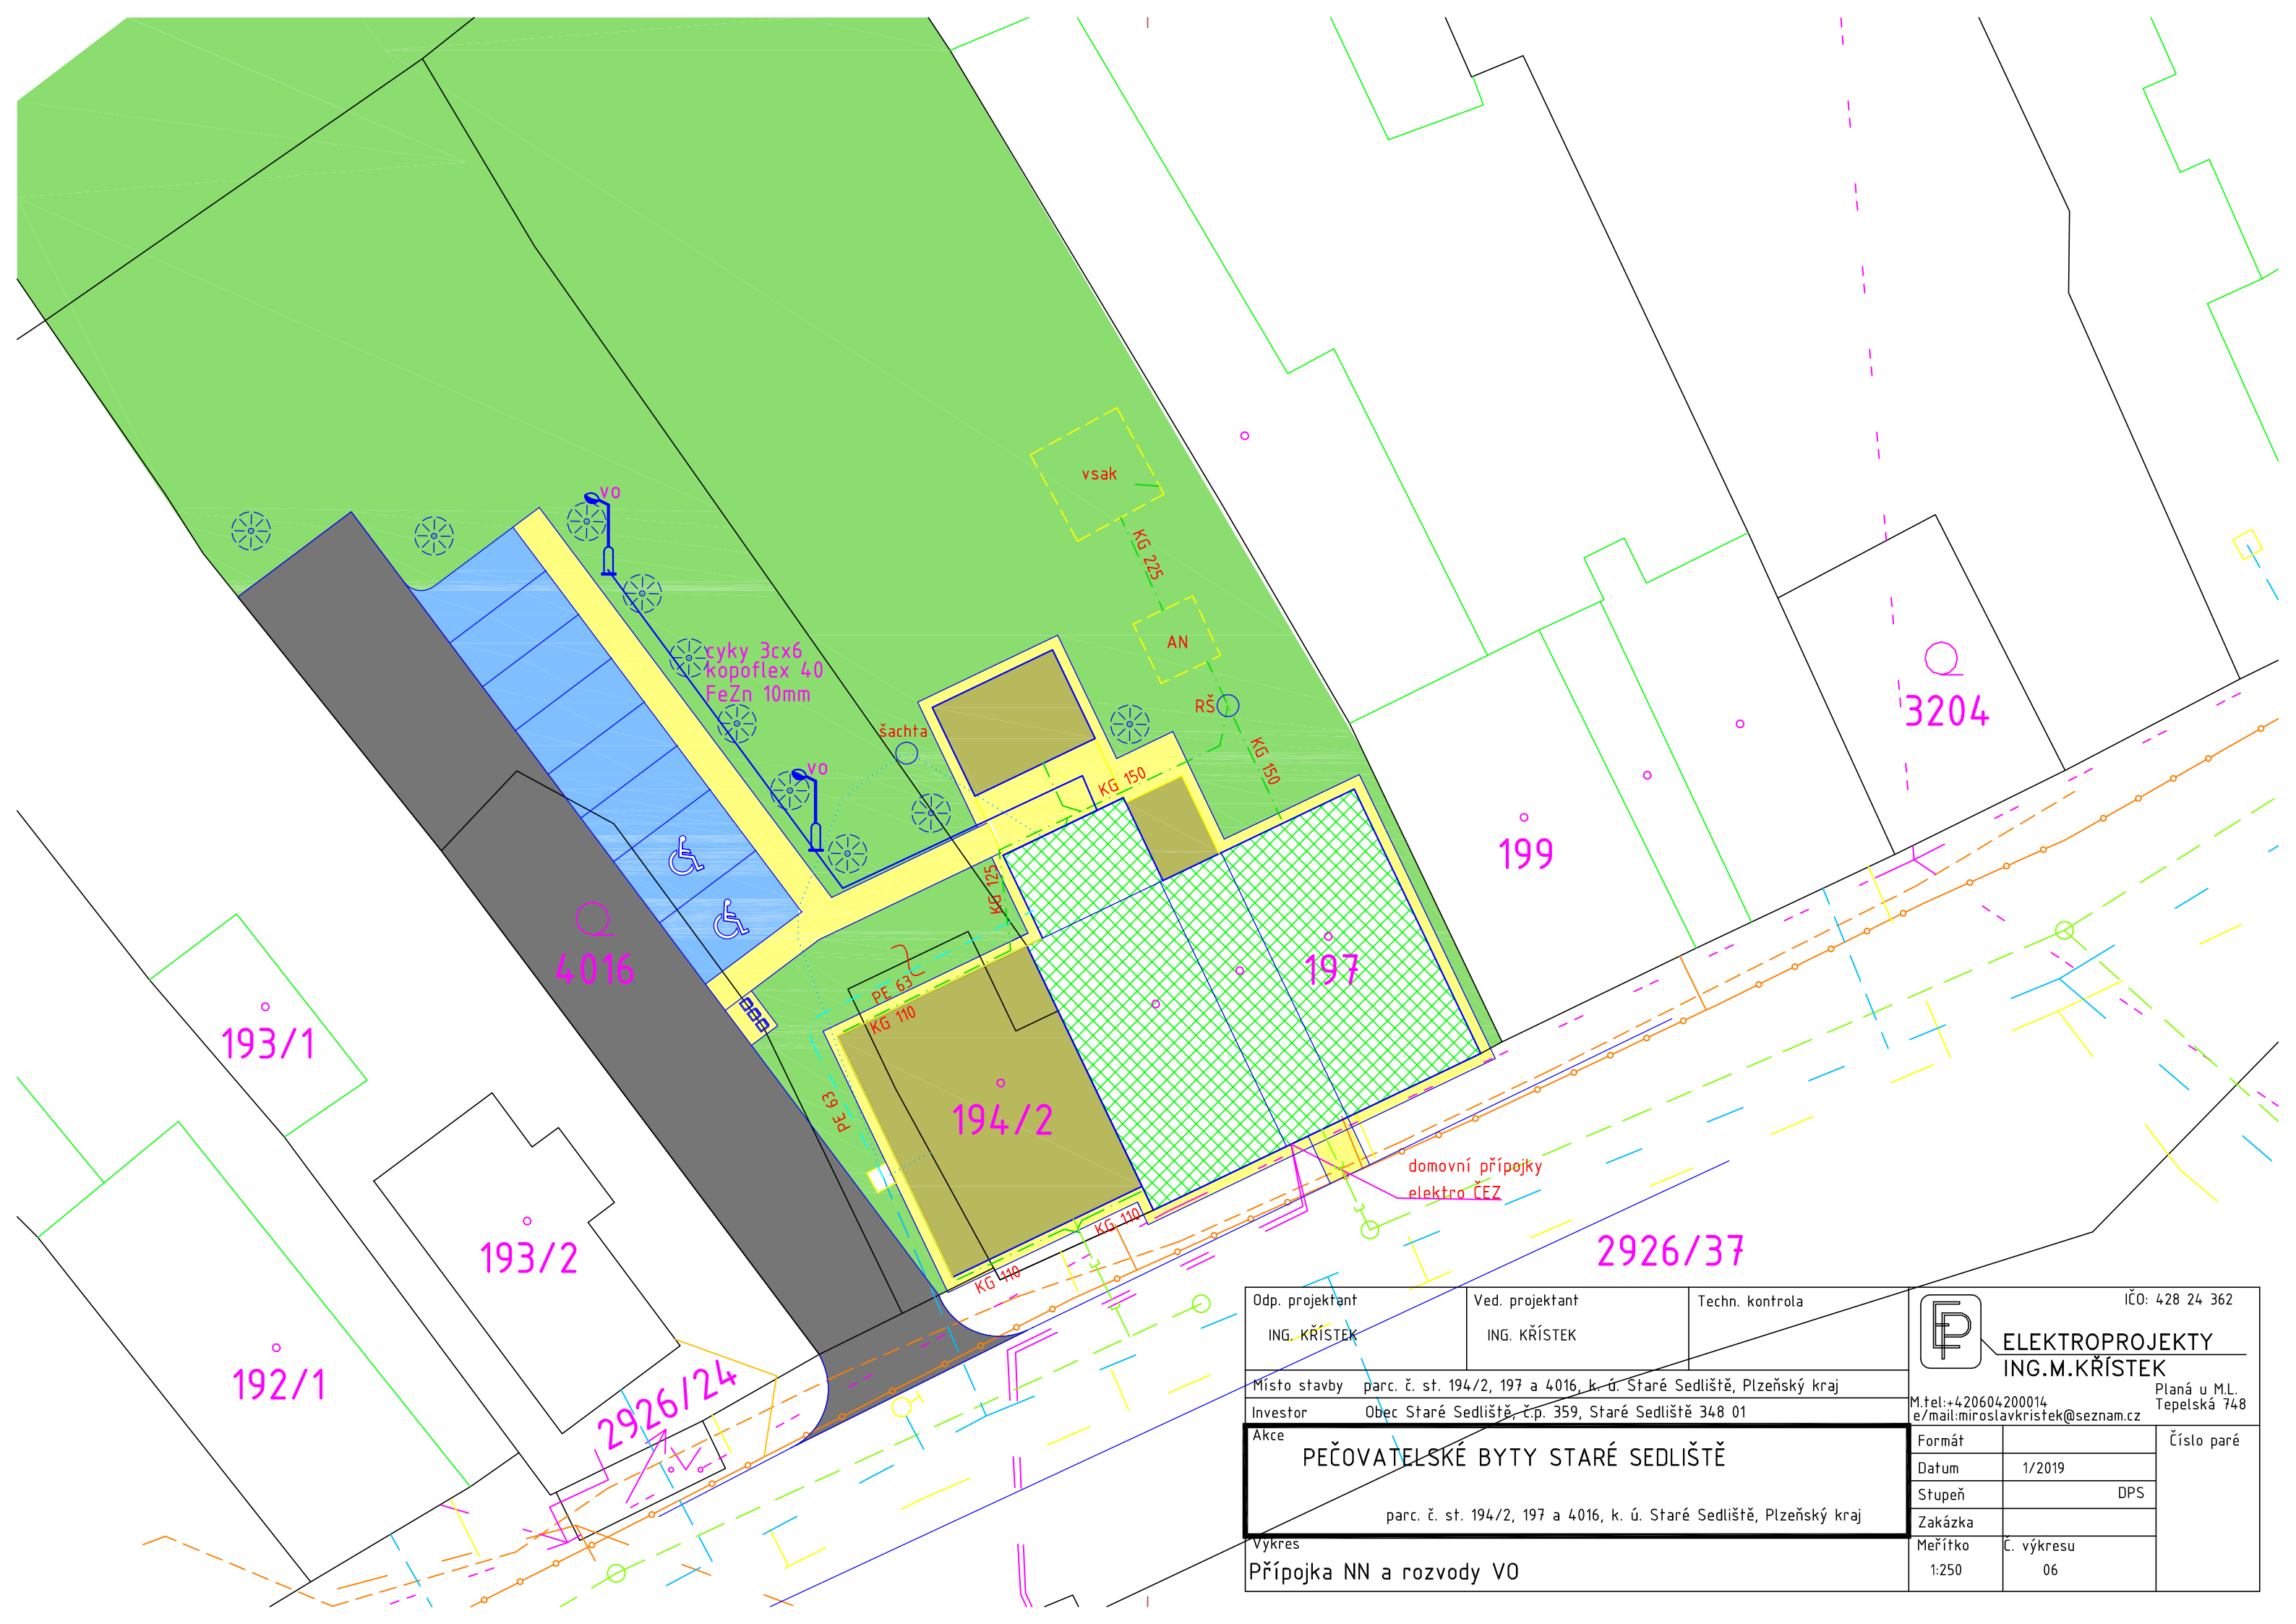 vo
vsak
KG 225
cyky 3cx6
kopoflex 40
FeZn 10mm
AN
RŠ
šachta
vo
KG 150
KG 150
3204
199
KG 125
4016
197
PE 63
KG 110
193/1
194/2
PE 63
domovní přípojky
elektro ČEZ
KG 110
KG 110
193/2
2926/37
192/1
2926/24
Odp. projektant
Ved. projektant
Techn. kontrola
ING. KŘÍSTEK
ING. KŘÍSTEK
IČO: 428 24 362
EP
ELEKTROPROJEKTY
ING.M.KŘÍSTEK
Planá u M.L.
Tepelská 748
M.tel:+420604200014
e/mail:miroslavkristek@seznam.cz
Místo stavby parc. č. st. 194/2, 197 a 4016, k. ú. Staré Sedliště, Plzeňský kraj
Investor Obec Staré Sedliště, č.p. 359, Staré Sedliště 348 01
Akce
PEČOVATELSKÉ BYTY STARÉ SEDLIŠTĚ
parc. č. st. 194/2, 197 a 4016, k. ú. Staré Sedliště, Plzeňský kraj
Výkres
Přípojka NN a rozvody VO
Formát
Číslo paré
Datum 1/2019
Stupeň DPS
Zakázka
Meřítko
Č. výkresu
1:250
06